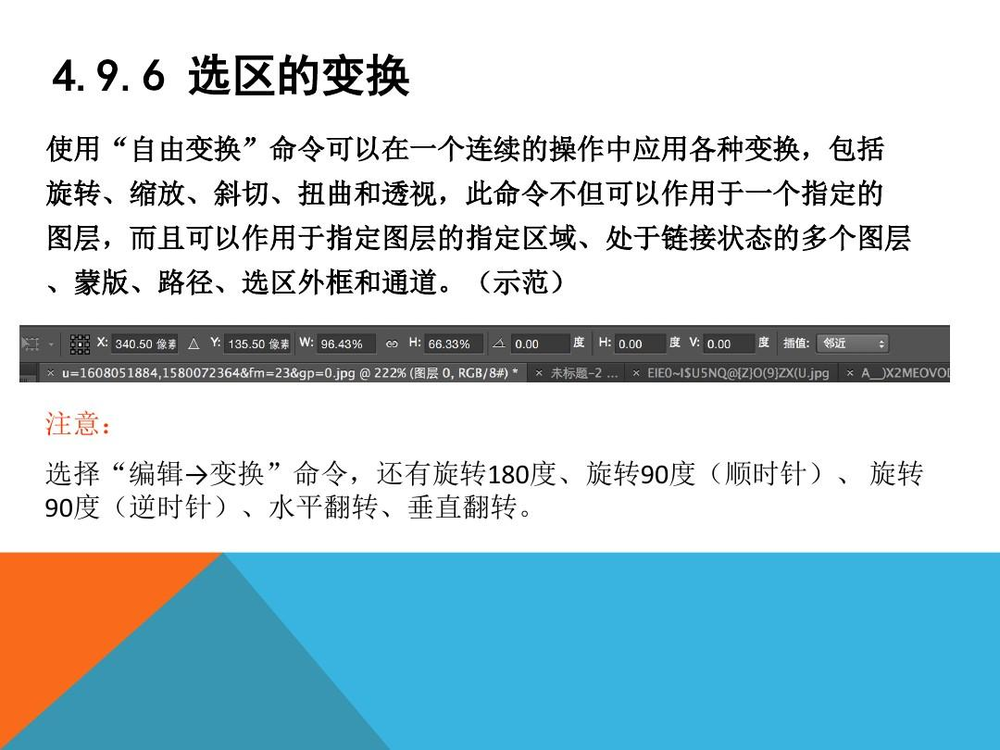 4.9.6 选区的变换
使用“自由变换”命令可以在一个连续的操作中应用各种变换，包括
旋转、缩放、斜切、扭曲和透视，此命令不但可以作用于一个指定的
图层，而且可以作用于指定图层的指定区域、处于链接状态的多个图层
、蒙版、路径、选区外框和通道。（示范）
X: 340.50 像素 Y: 135.50 像素 W: 96.43% H: 66.33% 0.00 度 H: 0.00 度 V: 0.00 度 插值: 邻近
× u=1608051884,1580072364&fm=23&gp=0.jpg @ 222% (图层 0, RGB/8#) * × 未标题-2 ... × EIE0~I$U5NQ@[Z}O(9]ZX(U.jpg × A__)X2MEOVO
注意：
选择“编辑→变换”命令，还有旋转180度、旋转90度（顺时针）、 旋转
90度（逆时针）、水平翻转、垂直翻转。